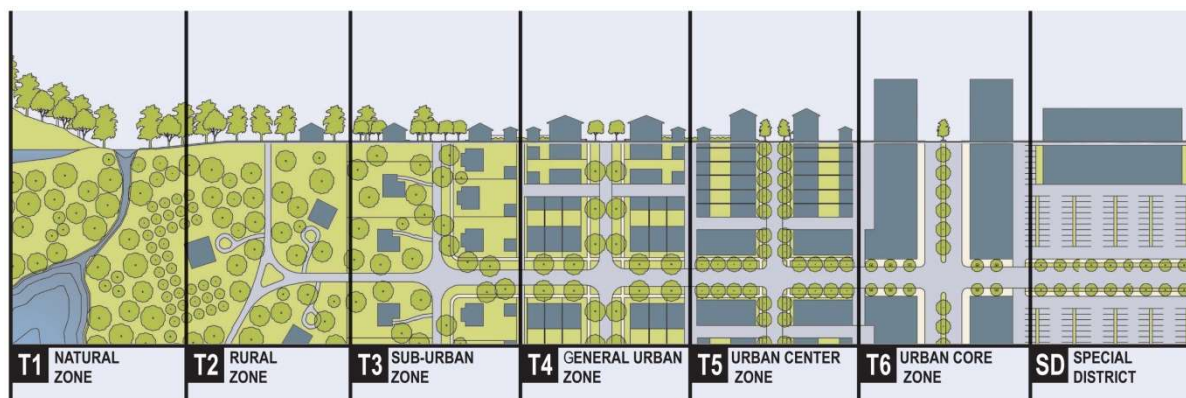 T1 NATURAL
ZONE
T2 RURAL
ZONE
T3 SUB-URBAN
ZONE
T4 GENERAL URBAN
ZONE
T5 URBAN CENTER
ZONE
T6 URBAN CORE
ZONE
SD SPECIAL
DISTRICT